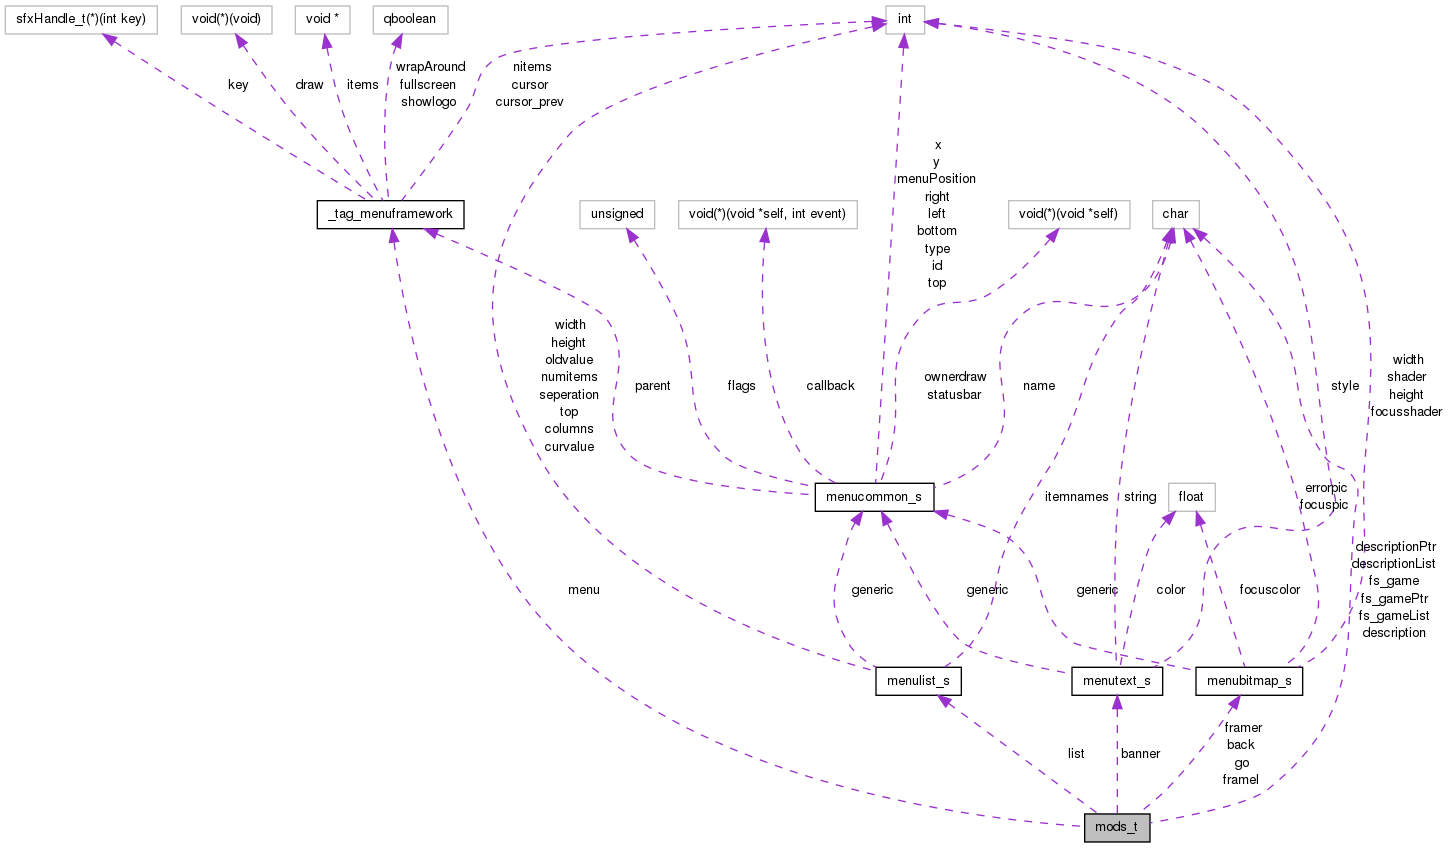 sfxHandle_t(*)(int key)
void(*)(void)
void *
qboolean
int
key
draw
items
wrapAround
fullscreen
showlogo
nitems
cursor
cursor_prev
x
y
menuPosition
right
left
bottom
type
id
top
_tag_menuframework
unsigned
void(*)(void *self, int event)
void(*)(void *self)
char
width
height
oldvalue
numitems
seperation
top
columns
curvalue
parent
flags
callback
ownerdraw
statusbar
name
style
width
shader
height
focusshader
menucommon_s
itemnames
string
float
errorpic
focuspic
menu
generic
generic
color
generic
focuscolor
descriptionPtr
descriptionList
fs_game
fs_gamePtr
fs_gameList
description
menulist_s
menutext_s
menubitmap_s
list
banner
framer
back
go
framel
mods_t